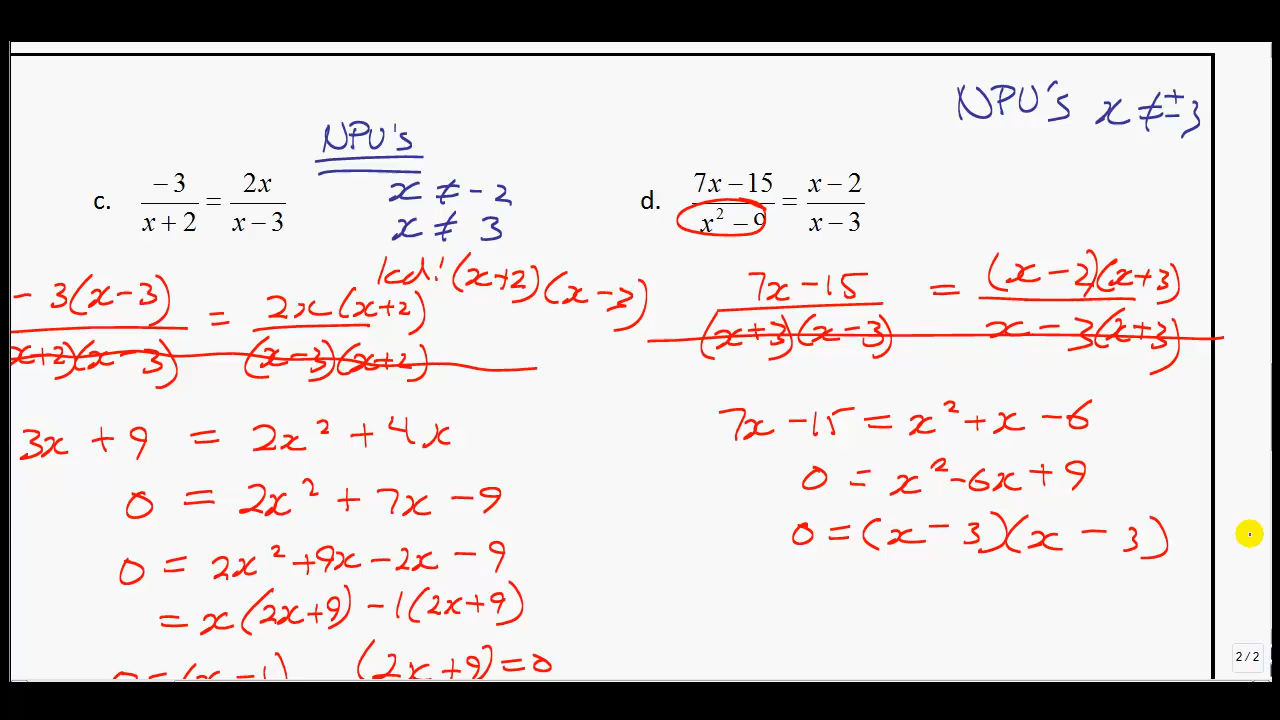 NPU's x ≠ ± 3
NPU's
c. −3/(x + 2) = 2x/(x − 3)
x ≠ −2
x ≠ 3
lcd: (x+2)(x−3)
− 3(x−3) = 2x(x+2)
x+2)(x−3) (x−3)(x+2)
3x + 9 = 2x² + 4x
0 = 2x² + 7x − 9
0 = 2x² + 9x − 2x − 9
= x(2x+9) − 1(2x+9)
0 = (x − 1) (2x+9) = 0
d. (7x − 15)/(x² − 9) = (x − 2)/(x − 3)
7x − 15 = (x − 2)(x+3)
(x+3)(x−3) x − 3(x+3)
7x − 15 = x² + x − 6
0 = x² − 6x + 9
0 = (x − 3)(x − 3)
2 / 2